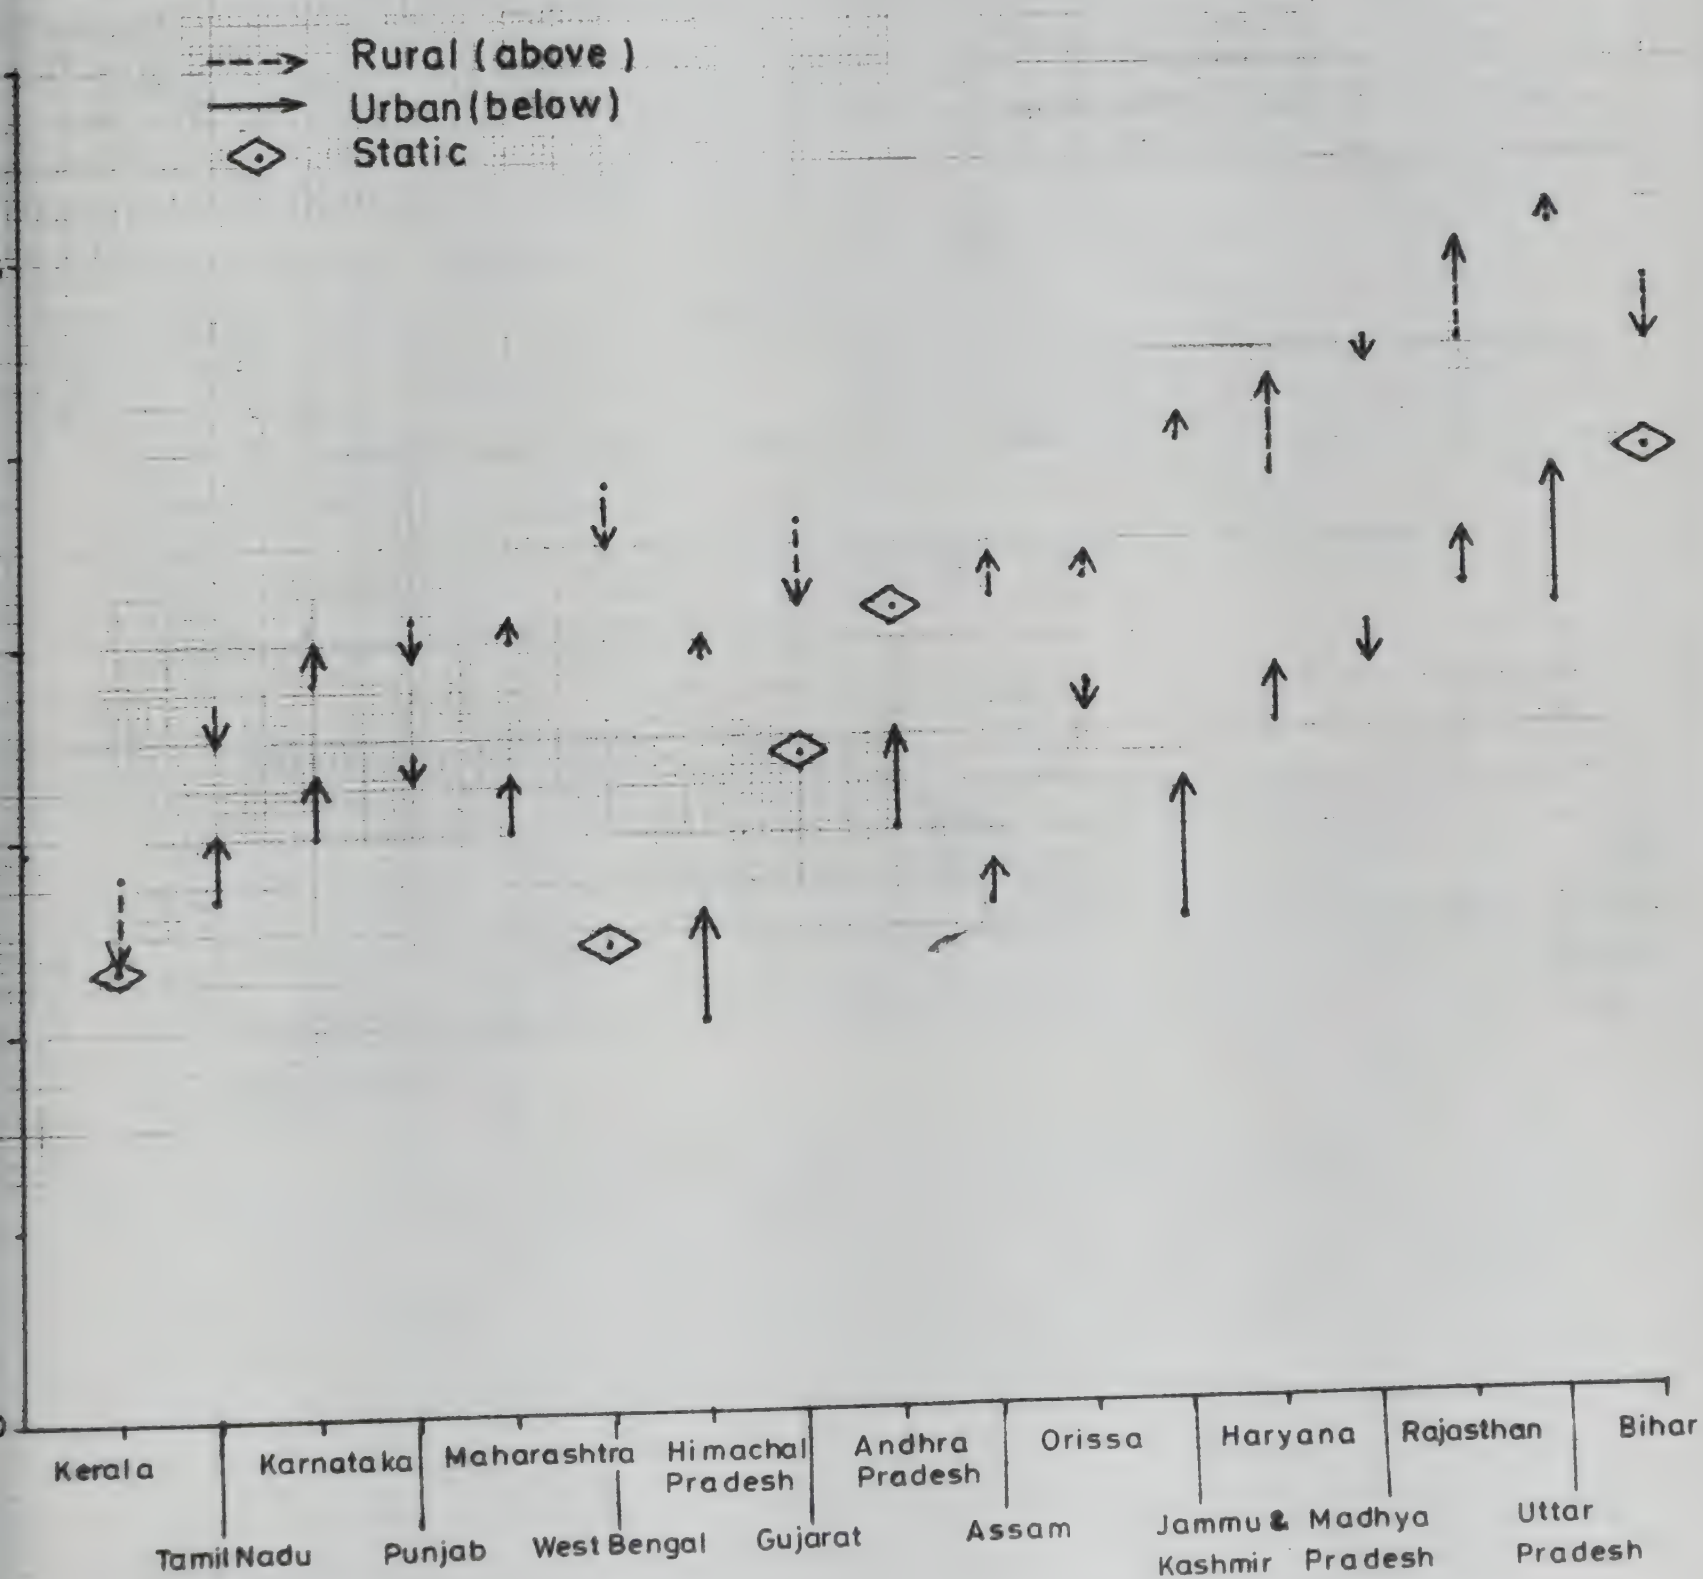 Rural (above)
Urban (below)
Static
0
Kerala
Tamil Nadu
Karnataka
Punjab
Maharashtra
West Bengal
Himachal
Pradesh
Gujarat
Andhra
Pradesh
Assam
Orissa
Jammu &
Kashmir
Haryana
Madhya
Pradesh
Rajasthan
Uttar
Pradesh
Bihar